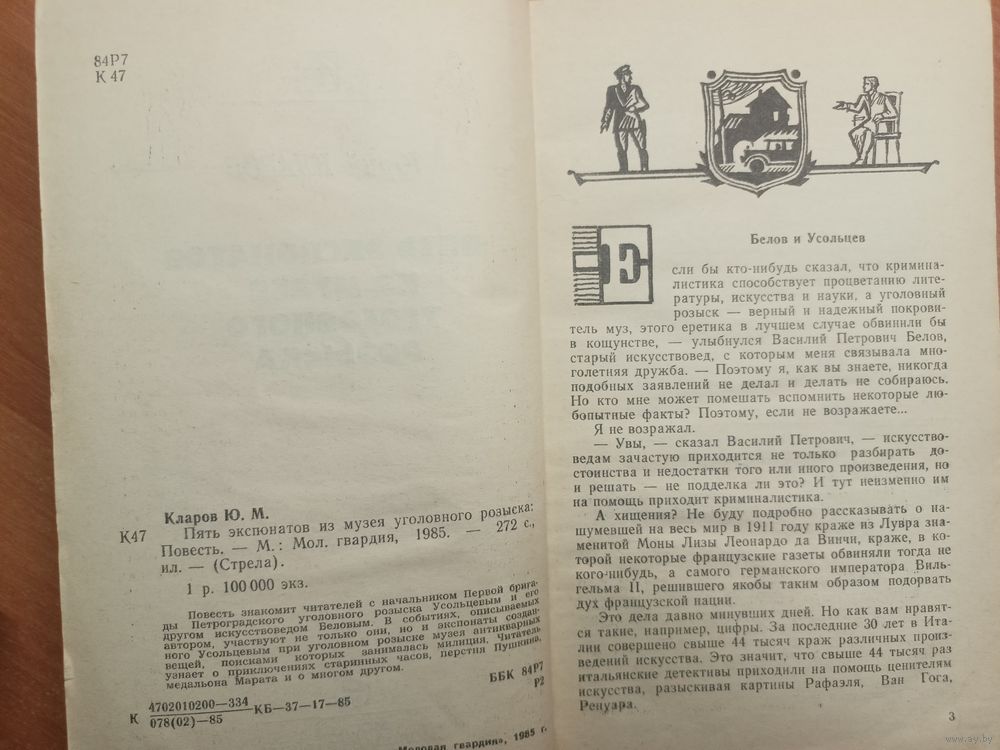 84Р7
К 47
Кларов Ю. М.
К47 Пять экспонатов из музея уголовного розыска:
Повесть. — М.: Мол. гвардия, 1985. — 272 с.,
ил. — (Стрела).
1 р. 100 000 экз.
Повесть знакомит читателей с начальником Первой брига-
ды Петроградского уголовного розыска Усольцевым и его
другом искусствоведом Беловым. В событиях, описываемых
автором, участвуют не только они, но и экспонаты создан-
ного Усольцевым при уголовном розыске музея антикварных
вещей, поисками которых занималась милиция. Читатель
узнает о приключениях старинных часов, перстня Пушкина,
медальона Марата и о многом другом.
К 4702010200—334 КБ—37—17—85
078(02)—85
ББК 84Р7
Р2
«Молодая гвардия», 1985 г.
Белов и Усольцев
Е
сли бы кто-нибудь сказал, что кримина-
листика способствует процветанию лите-
ратуры, искусства и науки, а уголовный
розыск — верный и надежный покрови-
тель муз, этого еретика в лучшем случае обвинили бы
в кощунстве, — улыбнулся Василий Петрович Белов,
старый искусствовед, с которым меня связывала мно-
голетняя дружба. — Поэтому я, как вы знаете, никогда
подобных заявлений не делал и делать не собираюсь.
Но кто мне может помешать вспомнить некоторые лю-
бопытные факты? Поэтому, если не возражаете...
Я не возражал.
— Увы, — сказал Василий Петрович, — искусство-
ведам зачастую приходится не только разбирать до-
стоинства и недостатки того или иного произведения, но
и решать — не подделка ли это? И тут неизменно им
на помощь приходит криминалистика.
А хищения? Не буду подробно рассказывать о на-
шумевшей на весь мир в 1911 году краже из Лувра зна-
менитой Моны Лизы Леонардо да Винчи, краже, в ко-
торой некоторые французские газеты обвиняли тогда не
кого-нибудь, а самого германского императора Виль-
гельма II, решившего якобы таким образом подорвать
дух французской нации.
Это дела давно минувших дней. Но как вам нравят-
ся такие, например, цифры. За последние 30 лет в Ита-
лии совершено свыше 44 тысяч краж различных произ-
ведений искусства. Это значит, что свыше 44 тысяч раз
итальянские детективы приходили на помощь ценителям
искусства, разыскивая картины Рафаэля, Ван Гога,
Ренуара.
3
www.ay.by